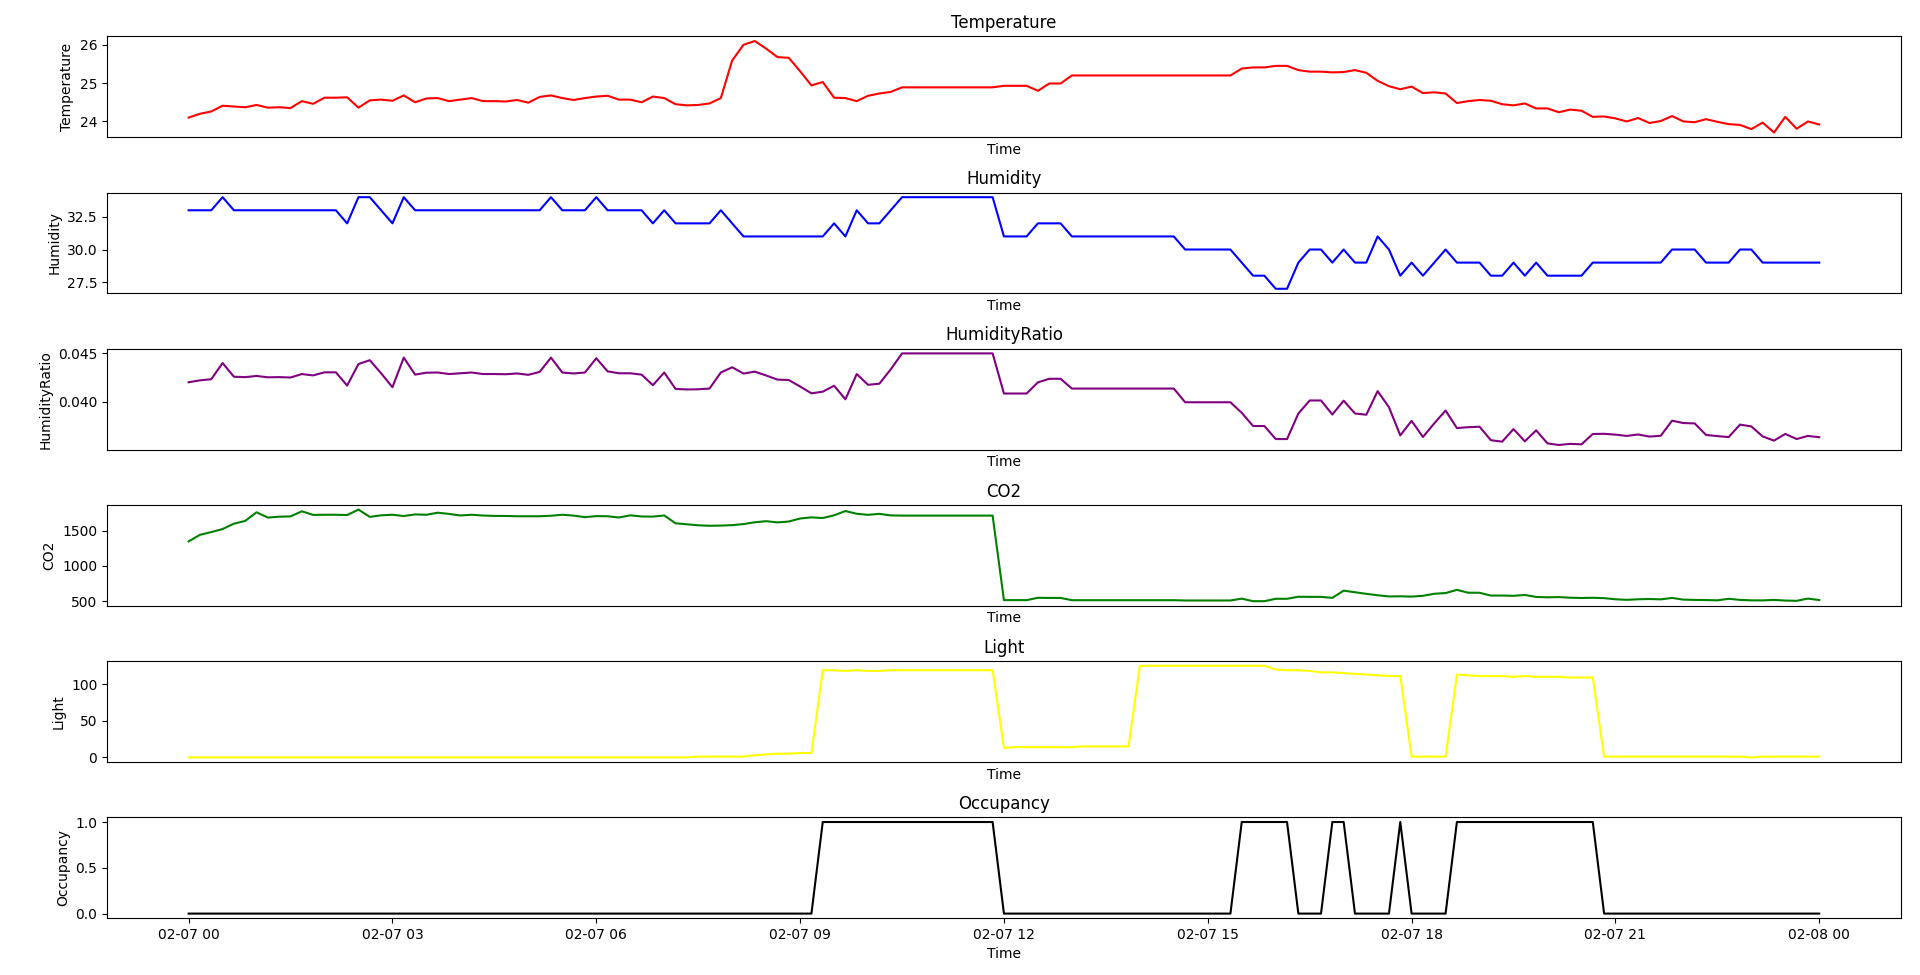 Temperature
26
25
24
Temperature
Time
Humidity
32.5
30.0
27.5
Humidity
Time
HumidityRatio
0.045
0.040
HumidityRatio
Time
CO2
1500
1000
500
CO2
Time
Light
100
50
0
Light
Time
Occupancy
1.0
0.5
0.0
Occupancy
02-07 00 02-07 03 02-07 06 02-07 09 02-07 12 02-07 15 02-07 18 02-07 21 02-08 00
Time